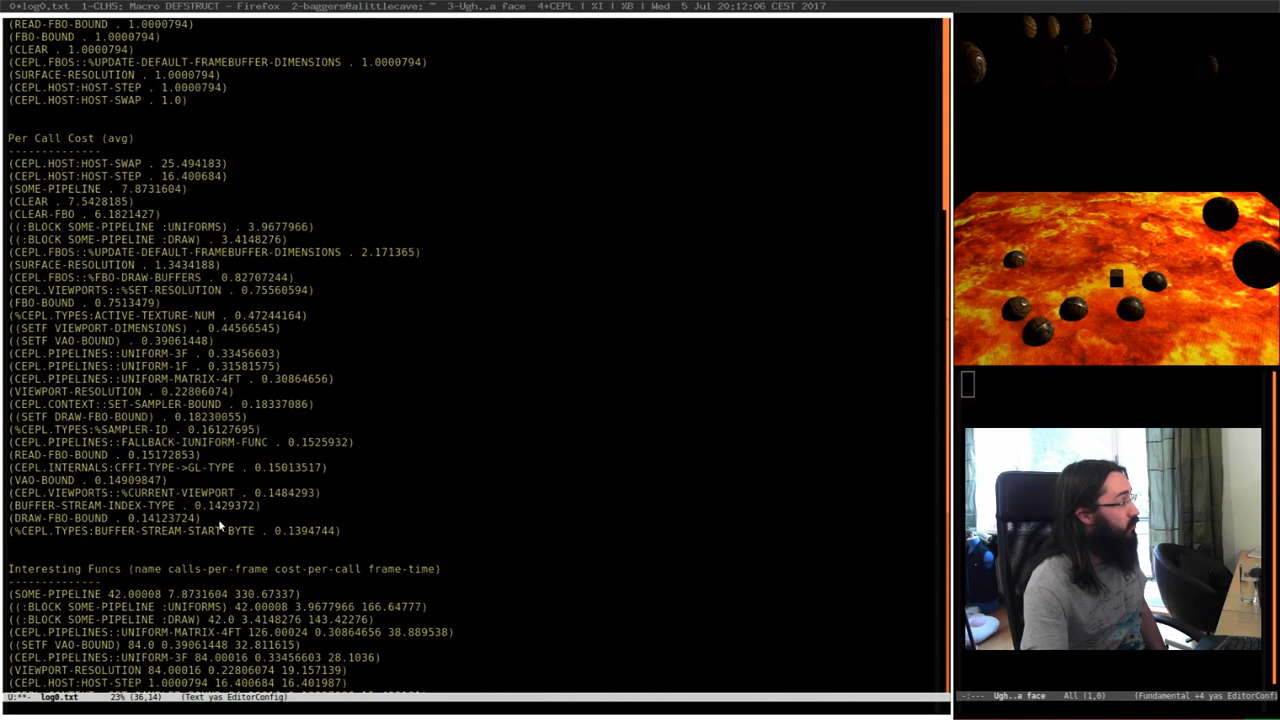 0*log0.txt  1-CLHS: Macro DEFSTRUCT - Firefox  2-baggers@alittlecave: ~  3-Ugh..a face  4+CEPL | %I | %B | Wed  5 Jul 20:12:06 CEST 2017
(READ-FBO-BOUND . 1.0000794)
(FBO-BOUND . 1.0000794)
(CLEAR . 1.0000794)
(CEPL.FBOS::%UPDATE-DEFAULT-FRAMEBUFFER-DIMENSIONS . 1.0000794)
(SURFACE-RESOLUTION . 1.0000794)
(CEPL.HOST:HOST-STEP . 1.0000794)
(CEPL.HOST:HOST-SWAP . 1.0)
Per Call Cost (avg)
--------------
(CEPL.HOST:HOST-SWAP . 25.494183)
(CEPL.HOST:HOST-STEP . 16.400684)
(SOME-PIPELINE . 7.8731604)
(CLEAR . 7.5428185)
(CLEAR-FBO . 6.1821427)
((:BLOCK SOME-PIPELINE :UNIFORMS) . 3.9677966)
((:BLOCK SOME-PIPELINE :DRAW) . 3.4148276)
(CEPL.FBOS::%UPDATE-DEFAULT-FRAMEBUFFER-DIMENSIONS . 2.171365)
(SURFACE-RESOLUTION . 1.3434188)
(CEPL.FBOS::%FBO-DRAW-BUFFERS . 0.82707244)
(CEPL.VIEWPORTS::%SET-RESOLUTION . 0.75560594)
(FBO-BOUND . 0.7513479)
(%CEPL.TYPES:ACTIVE-TEXTURE-NUM . 0.47244164)
((SETF VIEWPORT-DIMENSIONS) . 0.44566545)
((SETF VAO-BOUND) . 0.39061448)
(CEPL.PIPELINES::UNIFORM-3F . 0.33456603)
(CEPL.PIPELINES::UNIFORM-1F . 0.31581575)
(CEPL.PIPELINES::UNIFORM-MATRIX-4FT . 0.30864656)
(VIEWPORT-RESOLUTION . 0.22806074)
(CEPL.CONTEXT::SET-SAMPLER-BOUND . 0.18337086)
((SETF DRAW-FBO-BOUND) . 0.18230055)
(%CEPL.TYPES:%SAMPLER-ID . 0.16127695)
(CEPL.PIPELINES::FALLBACK-IUNIFORM-FUNC . 0.1525932)
(READ-FBO-BOUND . 0.15172853)
(CEPL.INTERNALS:CFFI-TYPE->GL-TYPE . 0.15013517)
(VAO-BOUND . 0.14909847)
(CEPL.VIEWPORTS::%CURRENT-VIEWPORT . 0.1484293)
(BUFFER-STREAM-INDEX-TYPE . 0.1429372)
(DRAW-FBO-BOUND . 0.14123724)
(%CEPL.TYPES:BUFFER-STREAM-START-BYTE . 0.1394744)
Interesting Funcs (name calls-per-frame cost-per-call frame-time)
--------------
(SOME-PIPELINE 42.00008 7.8731604 330.67337)
((:BLOCK SOME-PIPELINE :UNIFORMS) 42.00008 3.9677966 166.64777)
((:BLOCK SOME-PIPELINE :DRAW) 42.0 3.4148276 143.42276)
(CEPL.PIPELINES::UNIFORM-MATRIX-4FT 126.00024 0.30864656 38.889538)
((SETF VAO-BOUND) 84.0 0.39061448 32.811615)
(CEPL.PIPELINES::UNIFORM-3F 84.00016 0.33456603 28.1036)
(VIEWPORT-RESOLUTION 84.00016 0.22806074 19.157139)
(CEPL.HOST:HOST-STEP 1.0000794 16.400684 16.401987)
U:**-  log0.txt  23% (36,14)  (Text yas EditorConfig)
-:---  Ugh..a face  All (1,0)  (Fundamental +4 yas EditorConfi